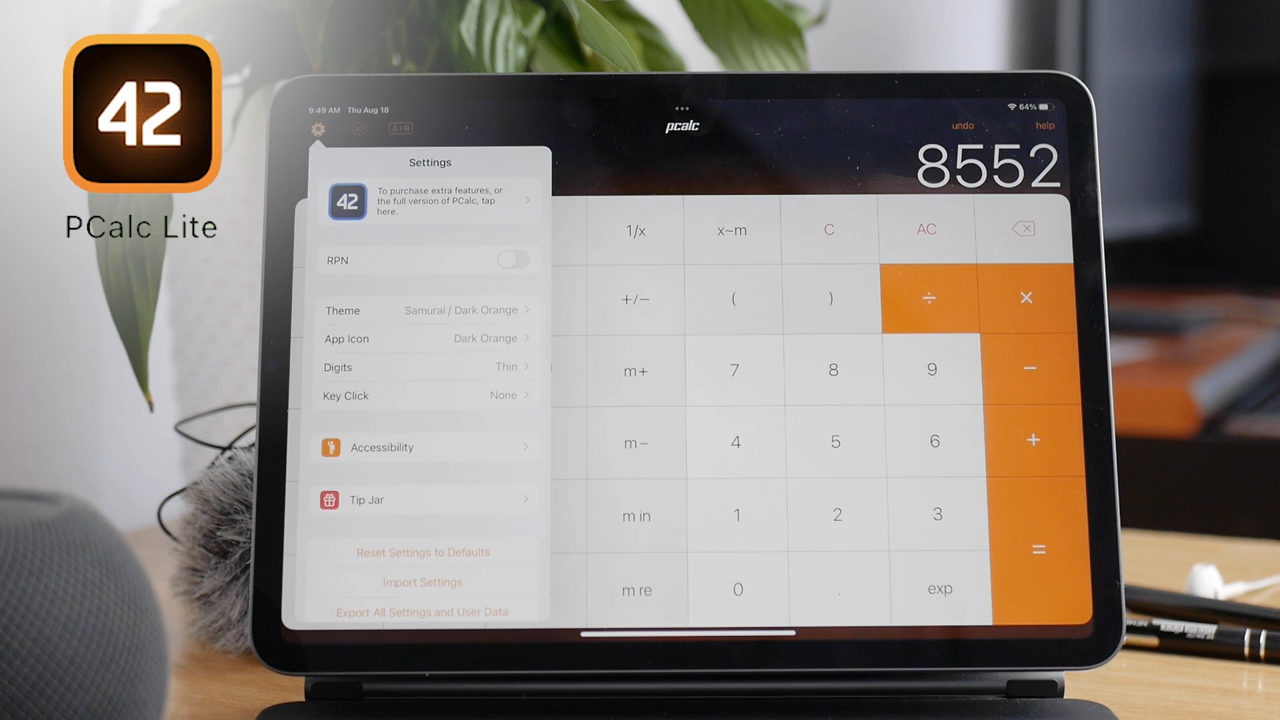 42
PCalc Lite
9:49 AM Thu Aug 18
64%
42
A|B
pcalc
undo
help
8552
Settings
42
To purchase extra features, or
the full version of PCalc, tap
here.
RPN
Theme Samurai / Dark Orange
App Icon Dark Orange
Digits Thin
Key Click None
Accessibility
Tip Jar
Reset Settings to Defaults
Import Settings
Export All Settings and User Data
1/x x~m C AC
+/− ( ) ÷ ×
m+ 7 8 9 −
m− 4 5 6 +
m in 1 2 3
=
m re 0 . exp